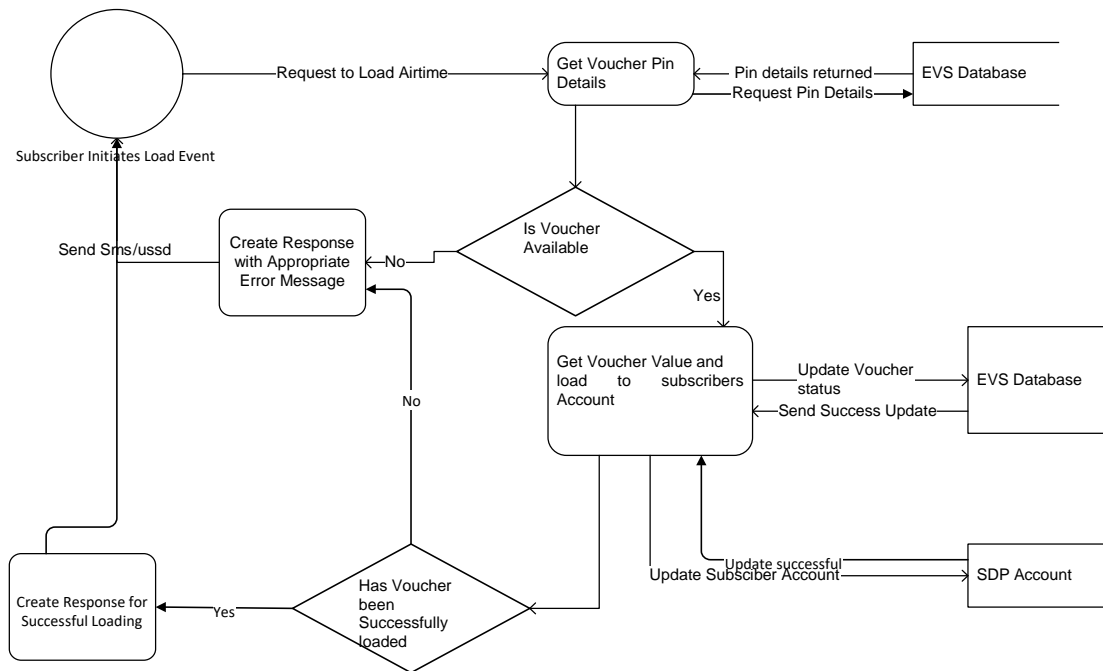 Request to Load Airtime
Get Voucher Pin
Details
Pin details returned
Request Pin Details
EVS Database
Subscriber Initiates Load Event
Send Sms/ussd
Create Response
with Appropriate
Error Message
No
Is Voucher
Available
Yes
Get Voucher Value and
load to subscribers
Account
Update Voucher
status
Send Success Update
EVS Database
No
Update successful
Update Subsciber Account
SDP Account
Create Response for
Successful Loading
Yes
Has Voucher
been
Successfully
loaded